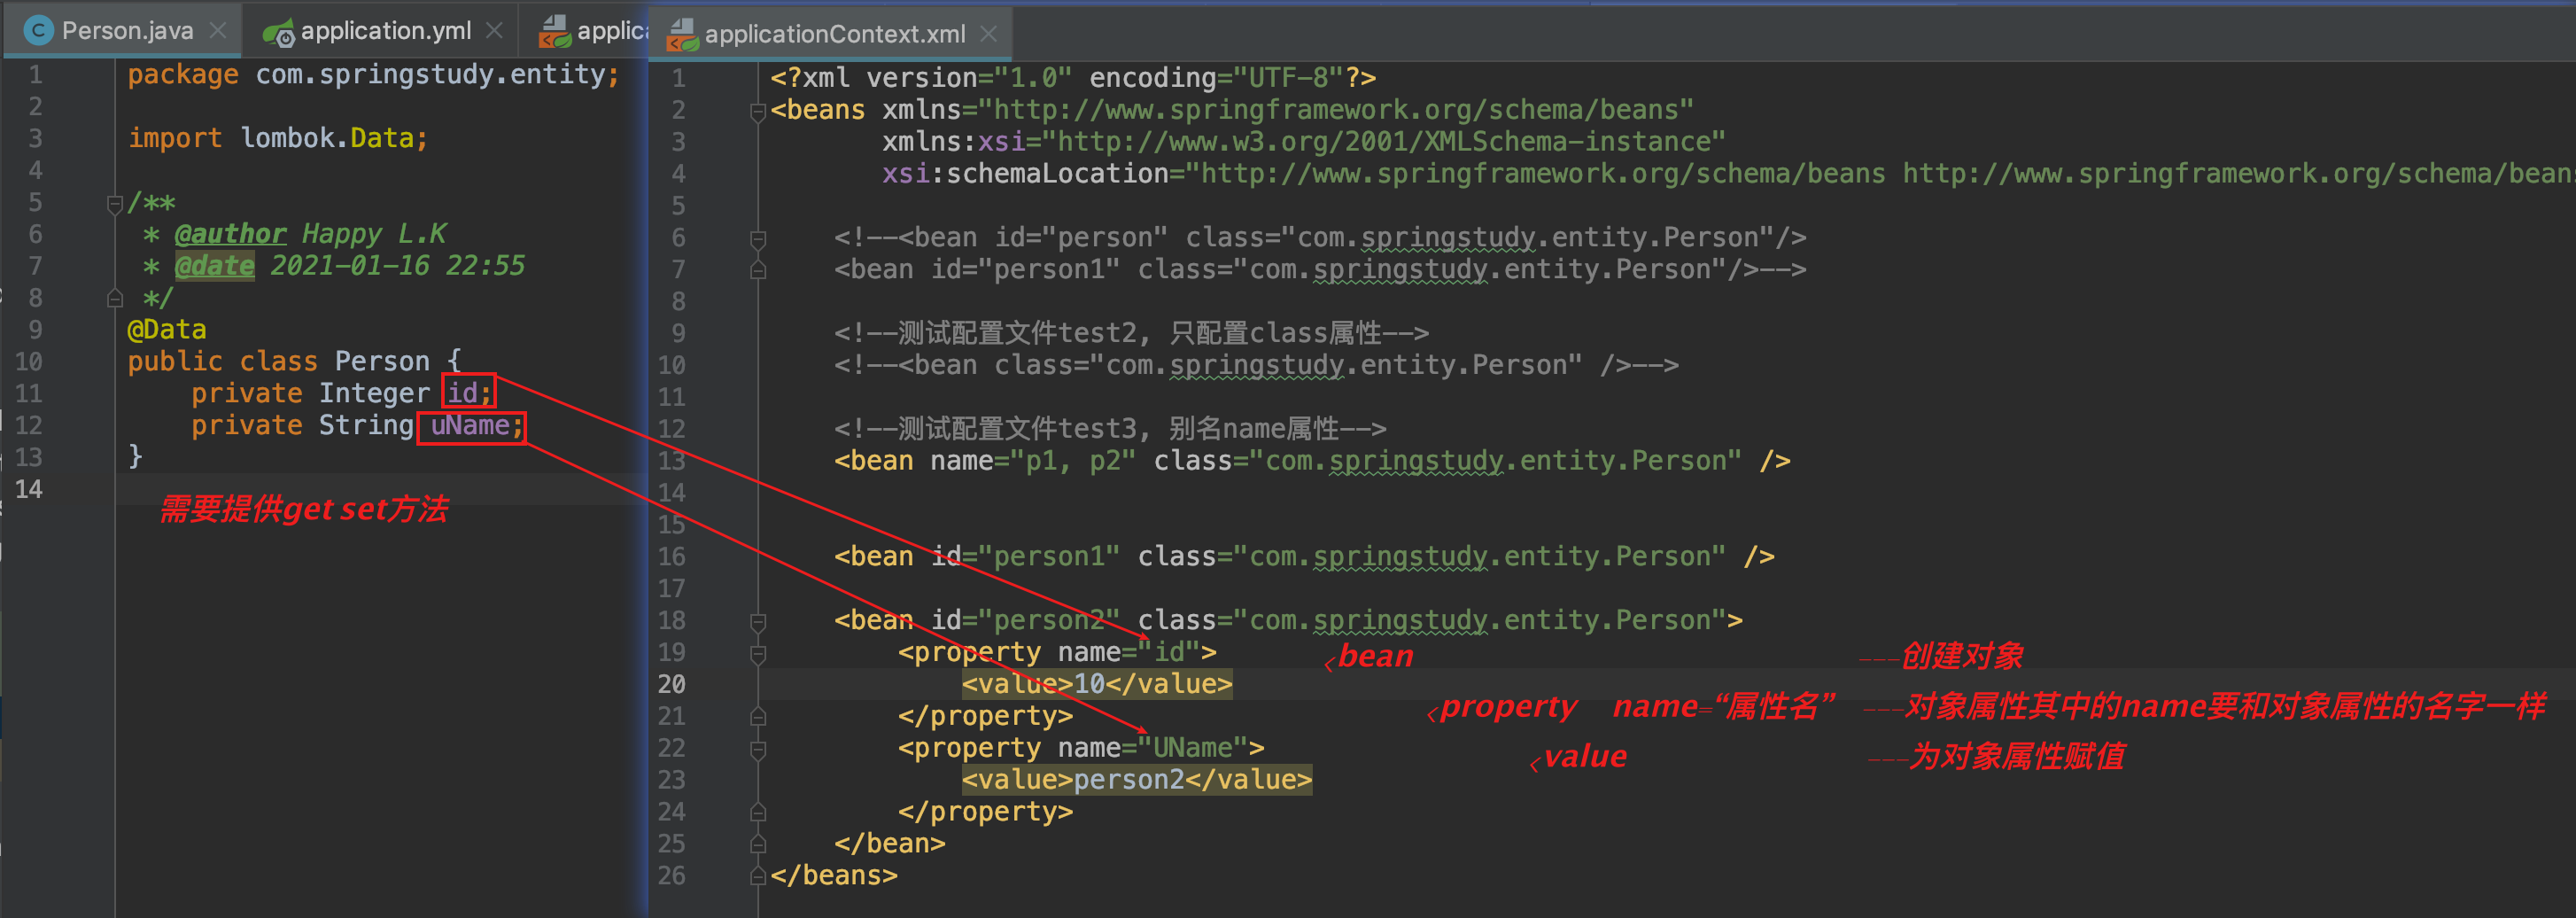 Person.java
application.yml
applic
applicationContext.xml
1 package com.springstudy.entity;
2
3 import lombok.Data;
4
5 /**
6 * @author Happy L.K
7 * @date 2021-01-16 22:55
8 */
9 @Data
10 public class Person {
11 private Integer id;
12 private String uName;
13 }
14
需要提供get set方法
1 <?xml version="1.0" encoding="UTF-8"?>
2 <beans xmlns="http://www.springframework.org/schema/beans"
3 xmlns:xsi="http://www.w3.org/2001/XMLSchema-instance"
4 xsi:schemaLocation="http://www.springframework.org/schema/beans http://www.springframework.org/schema/beans
5
6 <!--<bean id="person" class="com.springstudy.entity.Person"/>
7 <bean id="person1" class="com.springstudy.entity.Person"/>-->
8
9 <!--测试配置文件test2, 只配置class属性-->
10 <!--<bean class="com.springstudy.entity.Person" />-->
11
12 <!--测试配置文件test3, 别名name属性-->
13 <bean name="p1, p2" class="com.springstudy.entity.Person" />
14
15
16 <bean id="person1" class="com.springstudy.entity.Person" />
17
18 <bean id="person2" class="com.springstudy.entity.Person">
19 <property name="id">
20 <value>10</value>
21 </property>
22 <property name="UName">
23 <value>person2</value>
24 </property>
25 </bean>
26 </beans>
<bean ---创建对象
<property name=“属性名” ---对象属性其中的name要和对象属性的名字一样
<value ---为对象属性赋值